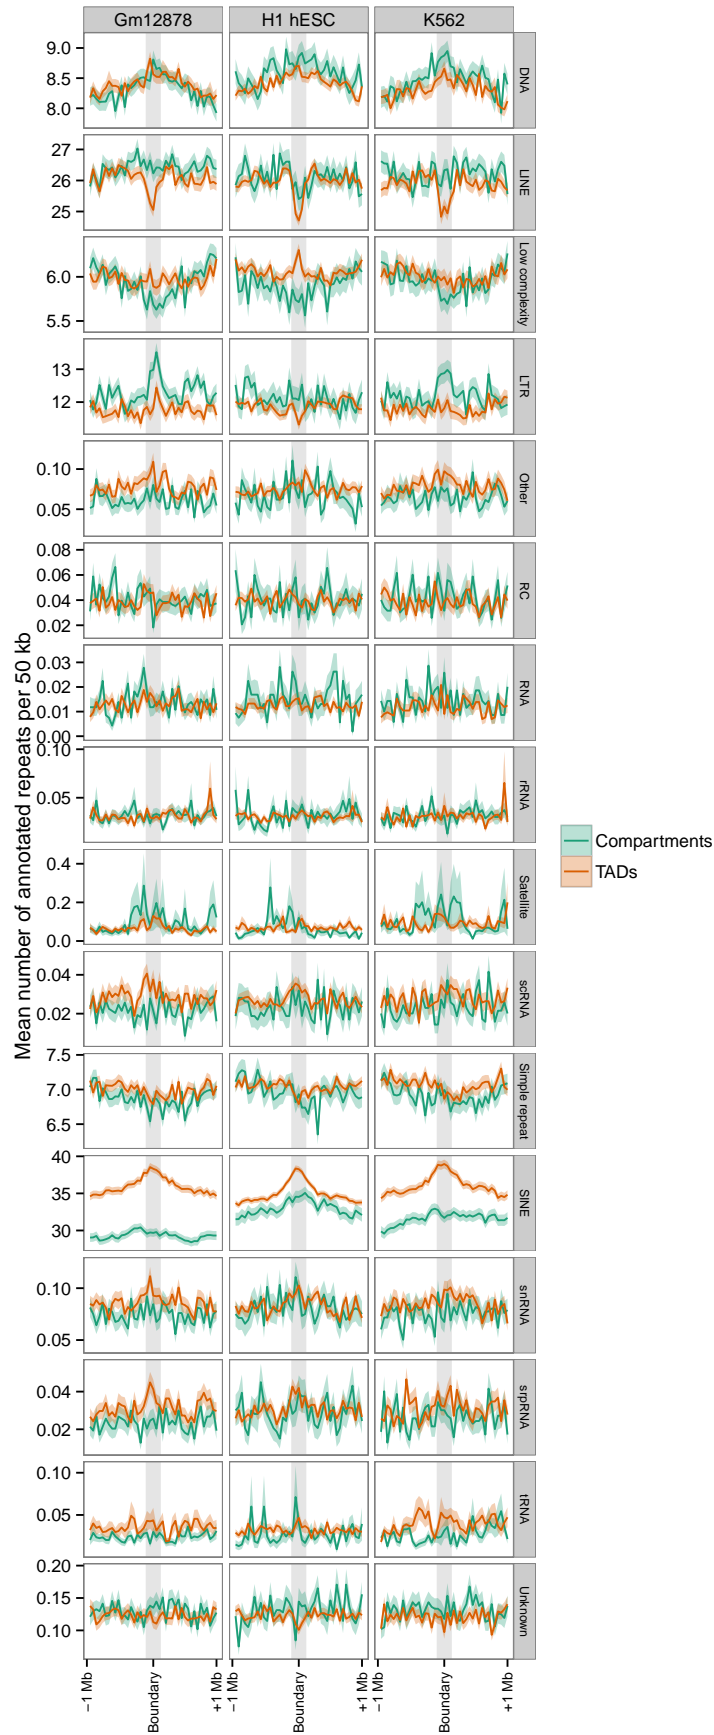 Gm12878 H1 hESC K562
Mean number of annotated repeats per 50 kb
9.0
8.5
8.0
DNA
27
26
25
LINE
6.0
5.5
Low complexity
13
12
LTR
0.10
0.05
Other
0.08
0.06
0.04
0.02
RC
0.03
0.02
0.01
0.00
RNA
0.10
0.05
rRNA
0.4
0.2
0.0
Satellite
0.04
0.02
scRNA
7.5
7.0
6.5
Simple repeat
40
35
30
SINE
0.10
0.05
snRNA
0.04
0.02
srpRNA
0.10
0.05
tRNA
0.20
0.15
0.10
Unknown
−1 Mb Boundary +1 Mb −1 Mb Boundary +1 Mb −1 Mb Boundary +1 Mb
Compartments
TADs